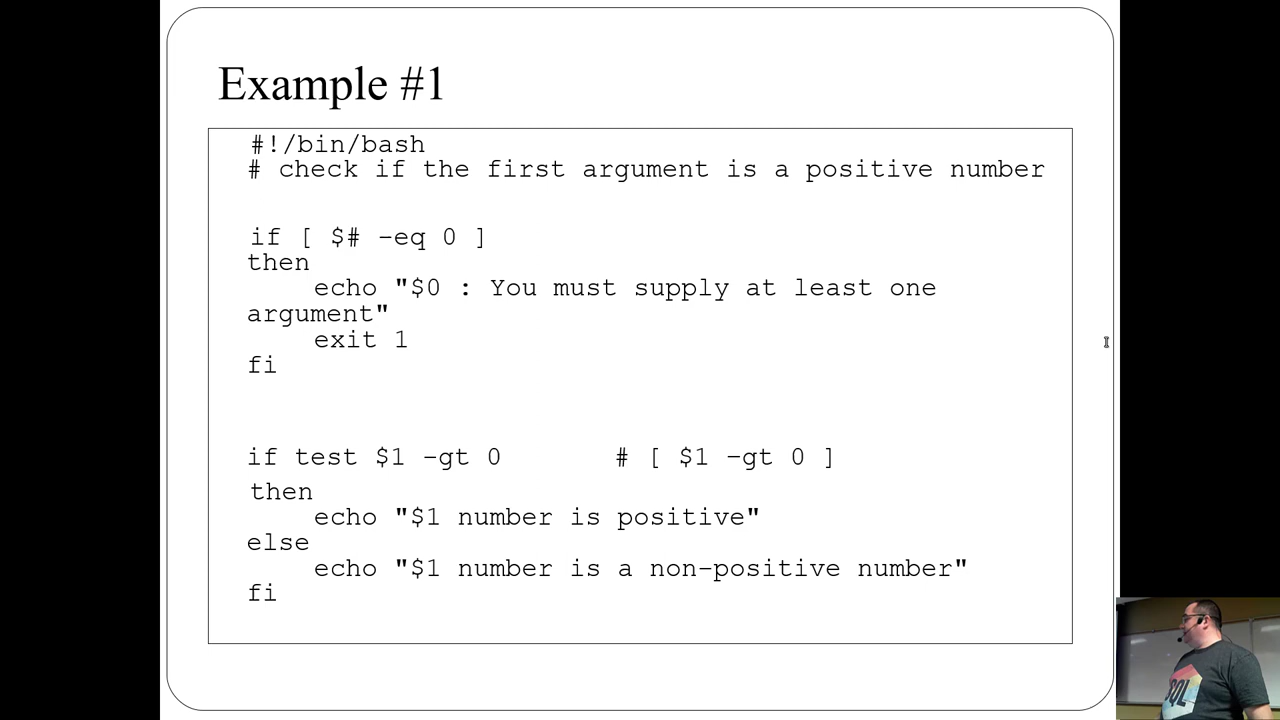 Example #1
#!/bin/bash
# check if the first argument is a positive number
if [ $# -eq 0 ]
then
echo "$0 : You must supply at least one
argument"
exit 1
fi
if test $1 -gt 0 # [ $1 -gt 0 ]
then
echo "$1 number is positive"
else
echo "$1 number is a non-positive number"
fi
SQL